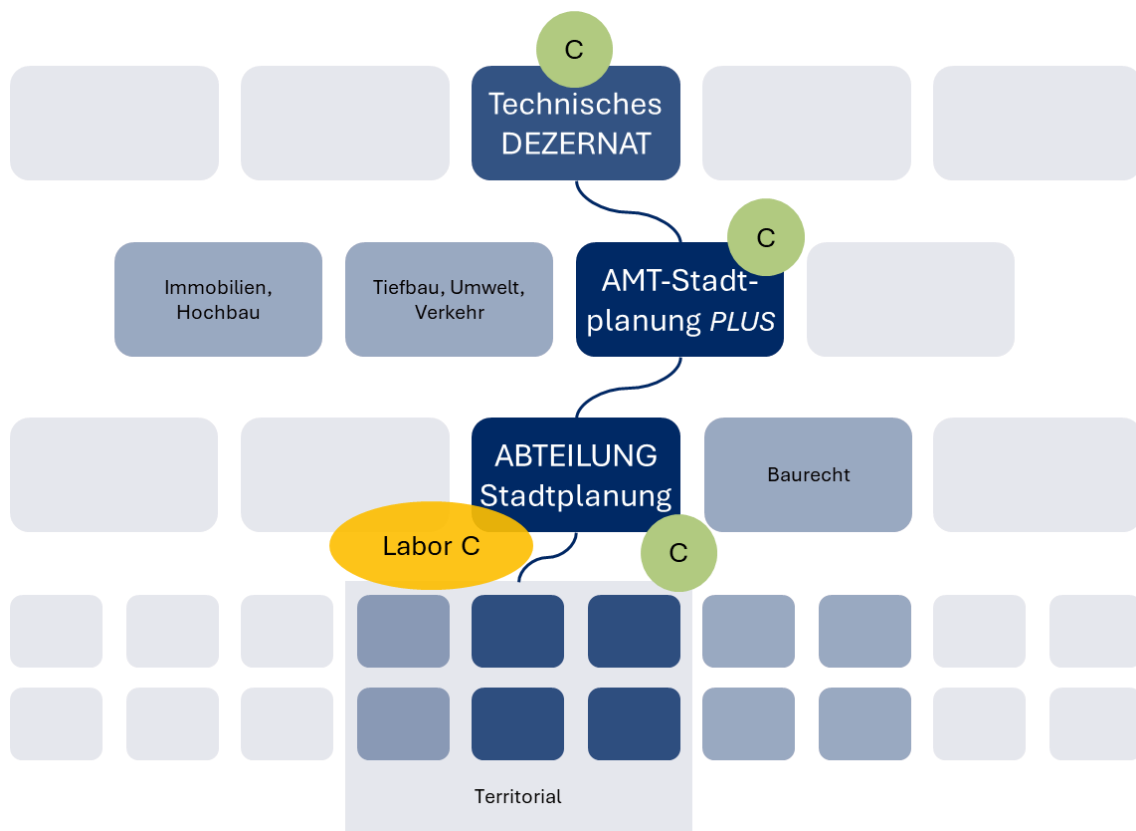 C
Technisches
DEZERNAT
C
Immobilien,
Hochbau
Tiefbau, Umwelt,
Verkehr
AMT-Stadt-
planung PLUS
ABTEILUNG
Stadtplanung
Baurecht
Labor C
C
Territorial